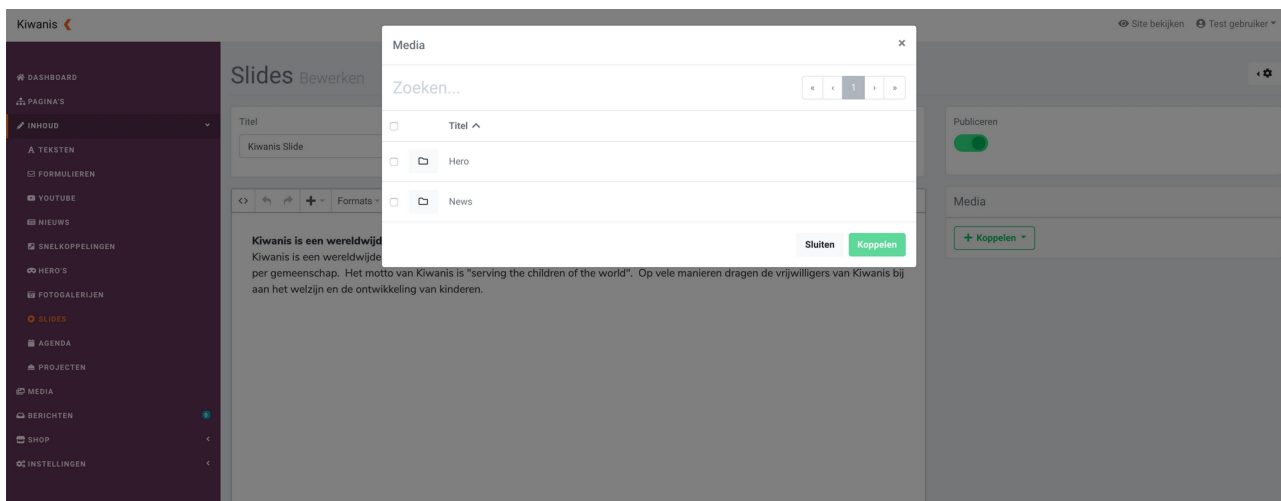 Kiwanis
Site bekijken Test gebruiker
DASHBOARD
PAGINA'S
INHOUD
TEKSTEN
FORMULIEREN
YOUTUBE
NIEUWS
SNELKOPPELINGEN
HERO'S
FOTOGALERIJEN
SLIDES
AGENDA
PROJECTEN
MEDIA
BERICHTEN
SHOP
INSTELLINGEN
Slides Bewerken
Titel
Kiwanis Slide
Formats
Kiwanis is een wereldwijd
Kiwanis is een wereldwijde
per gemeenschap. Het motto van Kiwanis is "serving the children of the world". Op vele manieren dragen de vrijwilligers van Kiwanis bij
aan het welzijn en de ontwikkeling van kinderen.
Media ×
Zoeken...
« ‹ 1 › »
Titel
Hero
News
Sluiten Koppelen
Publiceren
Media
+ Koppelen